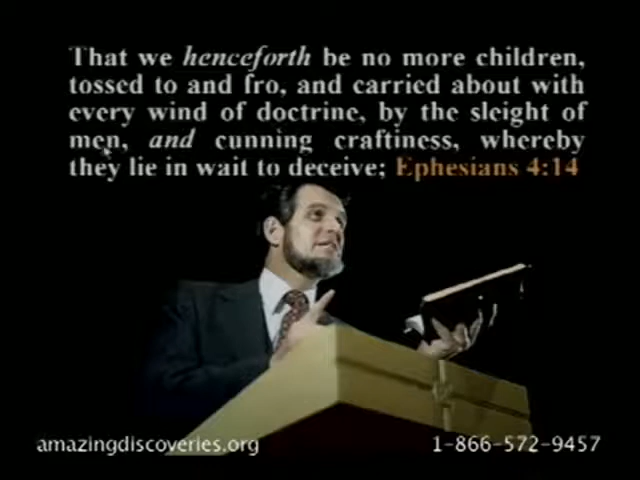 That we henceforth be no more children,
tossed to and fro, and carried about with
every wind of doctrine, by the sleight of
men, and cunning craftiness, whereby
they lie in wait to deceive; Ephesians 4:14
amazingdiscoveries.org 1-866-572-9457